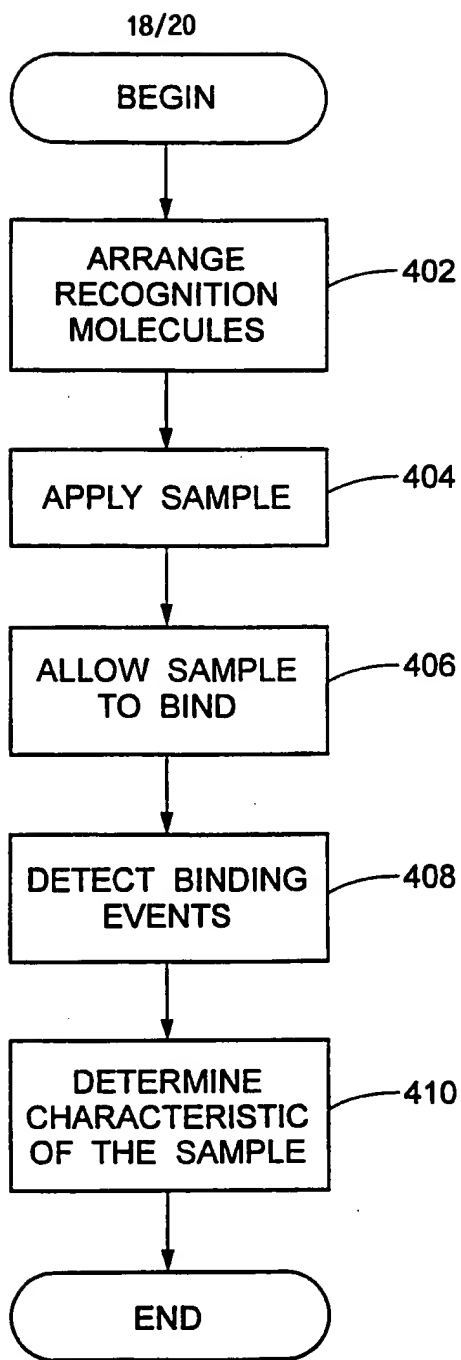 18/20
BEGIN
ARRANGE
RECOGNITION
MOLECULES
402
APPLY SAMPLE
404
ALLOW SAMPLE
TO BIND
406
DETECT BINDING
EVENTS
408
DETERMINE
CHARACTERISTIC
OF THE SAMPLE
410
END